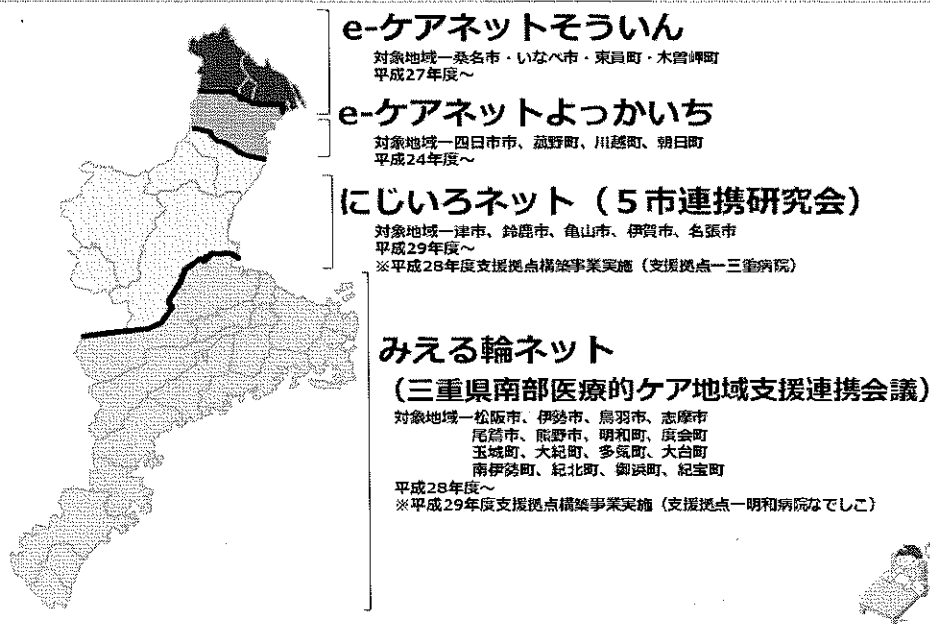 e-ケアネットそういん
対象地域ー桑名市・いなべ市・東員町・木曽岬町
平成27年度～
e-ケアネットよっかいち
対象地域ー四日市市、菰野町、川越町、朝日町
平成24年度～
にじいろネット（５市連携研究会）
対象地域ー津市、鈴鹿市、亀山市、伊賀市、名張市
平成29年度～
※平成28年度支援拠点構築事業実施（支援拠点ー三重病院）
みえる輪ネット
（三重県南部医療的ケア地域支援連携会議）
対象地域ー松阪市、伊勢市、鳥羽市、志摩市
尾鷲市、熊野市、明和町、度会町
玉城町、大紀町、多気町、大台町
南伊勢町、紀北町、御浜町、紀宝町
平成28年度～
※平成29年度支援拠点構築事業実施（支援拠点ー明和病院なでしこ）